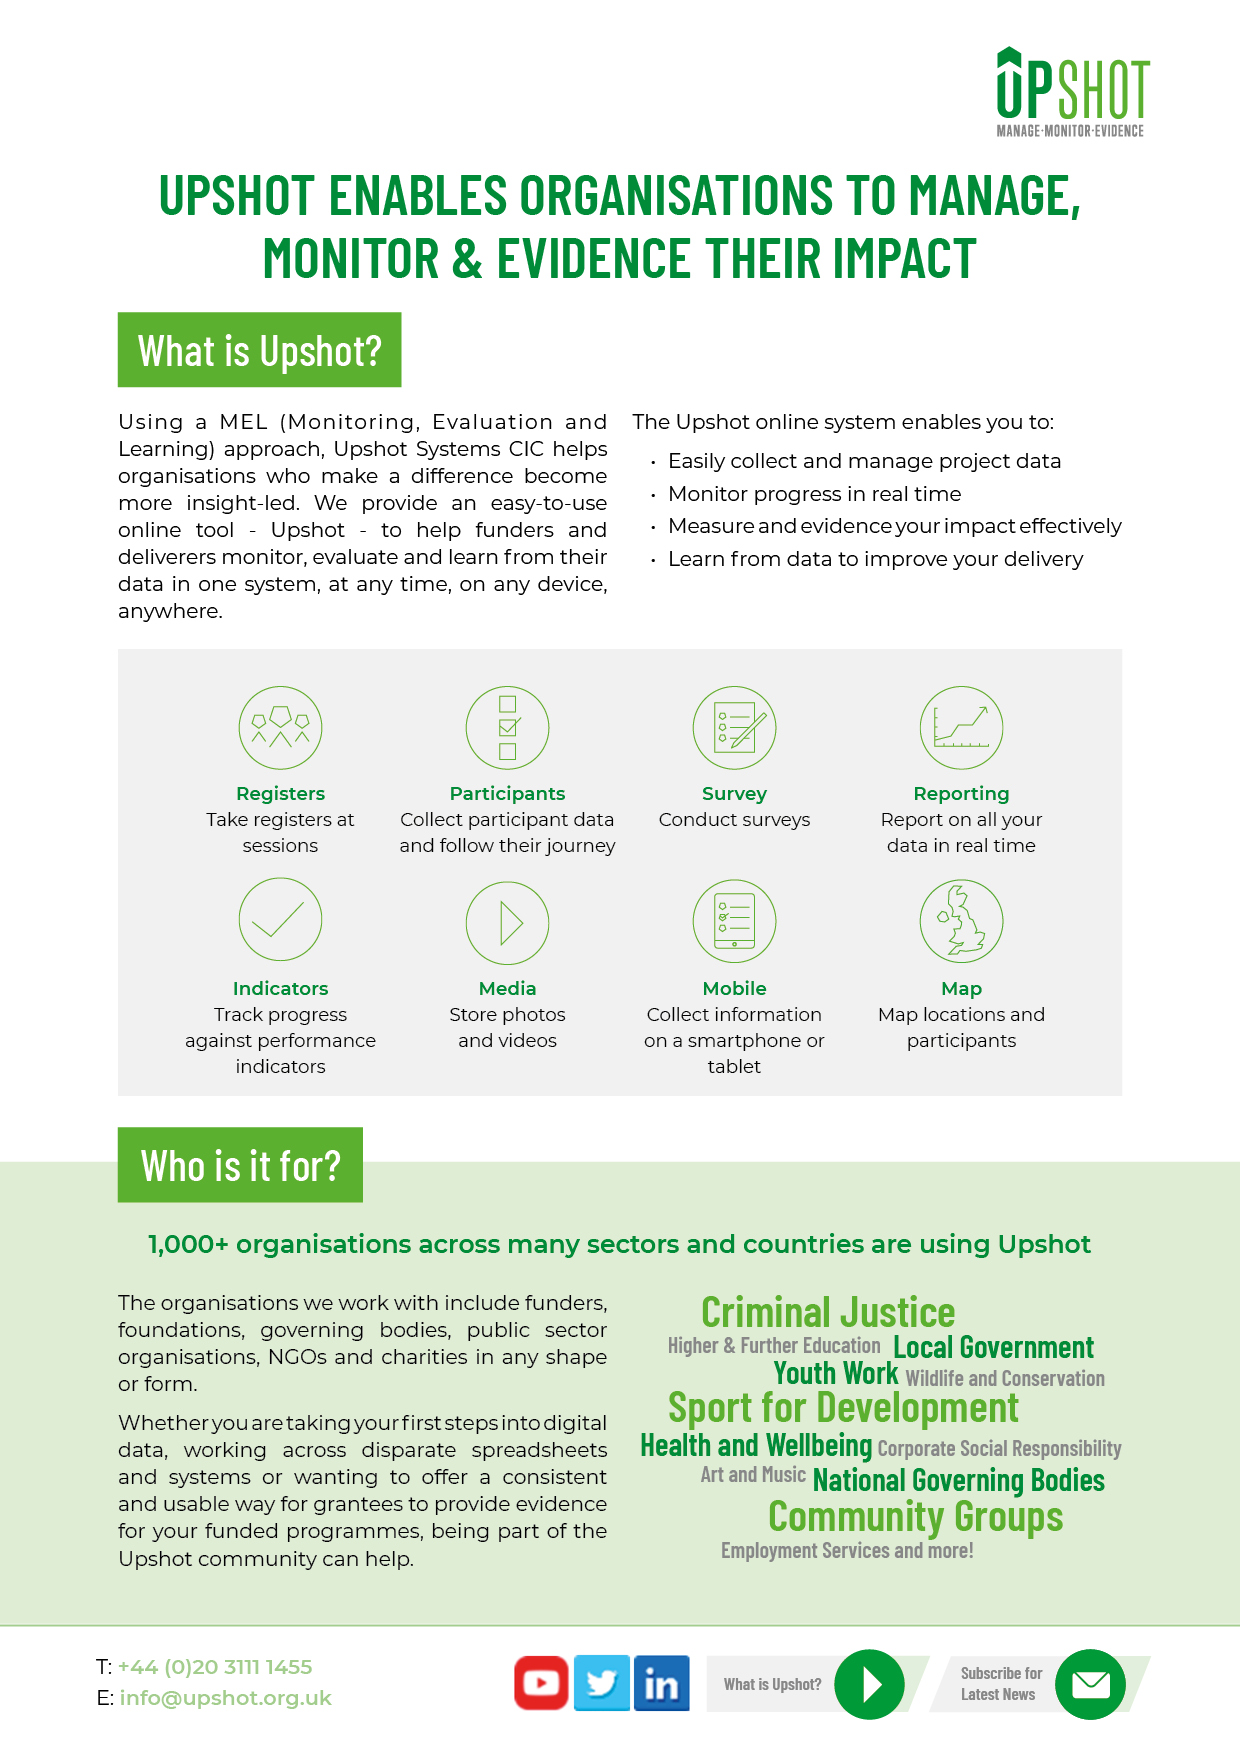 UPSHOT
MANAGE·MONITOR·EVIDENCE
UPSHOT ENABLES ORGANISATIONS TO MANAGE,
MONITOR & EVIDENCE THEIR IMPACT
What is Upshot?
Using a MEL (Monitoring, Evaluation and
Learning) approach, Upshot Systems CIC helps
organisations who make a difference become
more insight-led. We provide an easy-to-use
online tool - Upshot - to help funders and
deliverers monitor, evaluate and learn from their
data in one system, at any time, on any device,
anywhere.
The Upshot online system enables you to:
• Easily collect and manage project data
• Monitor progress in real time
• Measure and evidence your impact effectively
• Learn from data to improve your delivery
Registers
Take registers at
sessions
Participants
Collect participant data
and follow their journey
Survey
Conduct surveys
Reporting
Report on all your
data in real time
Indicators
Track progress
against performance
indicators
Media
Store photos
and videos
Mobile
Collect information
on a smartphone or
tablet
Map
Map locations and
participants
Who is it for?
1,000+ organisations across many sectors and countries are using Upshot
The organisations we work with include funders,
foundations, governing bodies, public sector
organisations, NGOs and charities in any shape
or form.
Whether you are taking your first steps into digital
data, working across disparate spreadsheets
and systems or wanting to offer a consistent
and usable way for grantees to provide evidence
for your funded programmes, being part of the
Upshot community can help.
Criminal Justice
Higher & Further Education Local Government
Youth Work Wildlife and Conservation
Sport for Development
Health and Wellbeing Corporate Social Responsibility
Art and Music National Governing Bodies
Community Groups
Employment Services and more!
T: +44 (0)20 3111 1455
E: info@upshot.org.uk
in
What is Upshot?
Subscribe for
Latest News